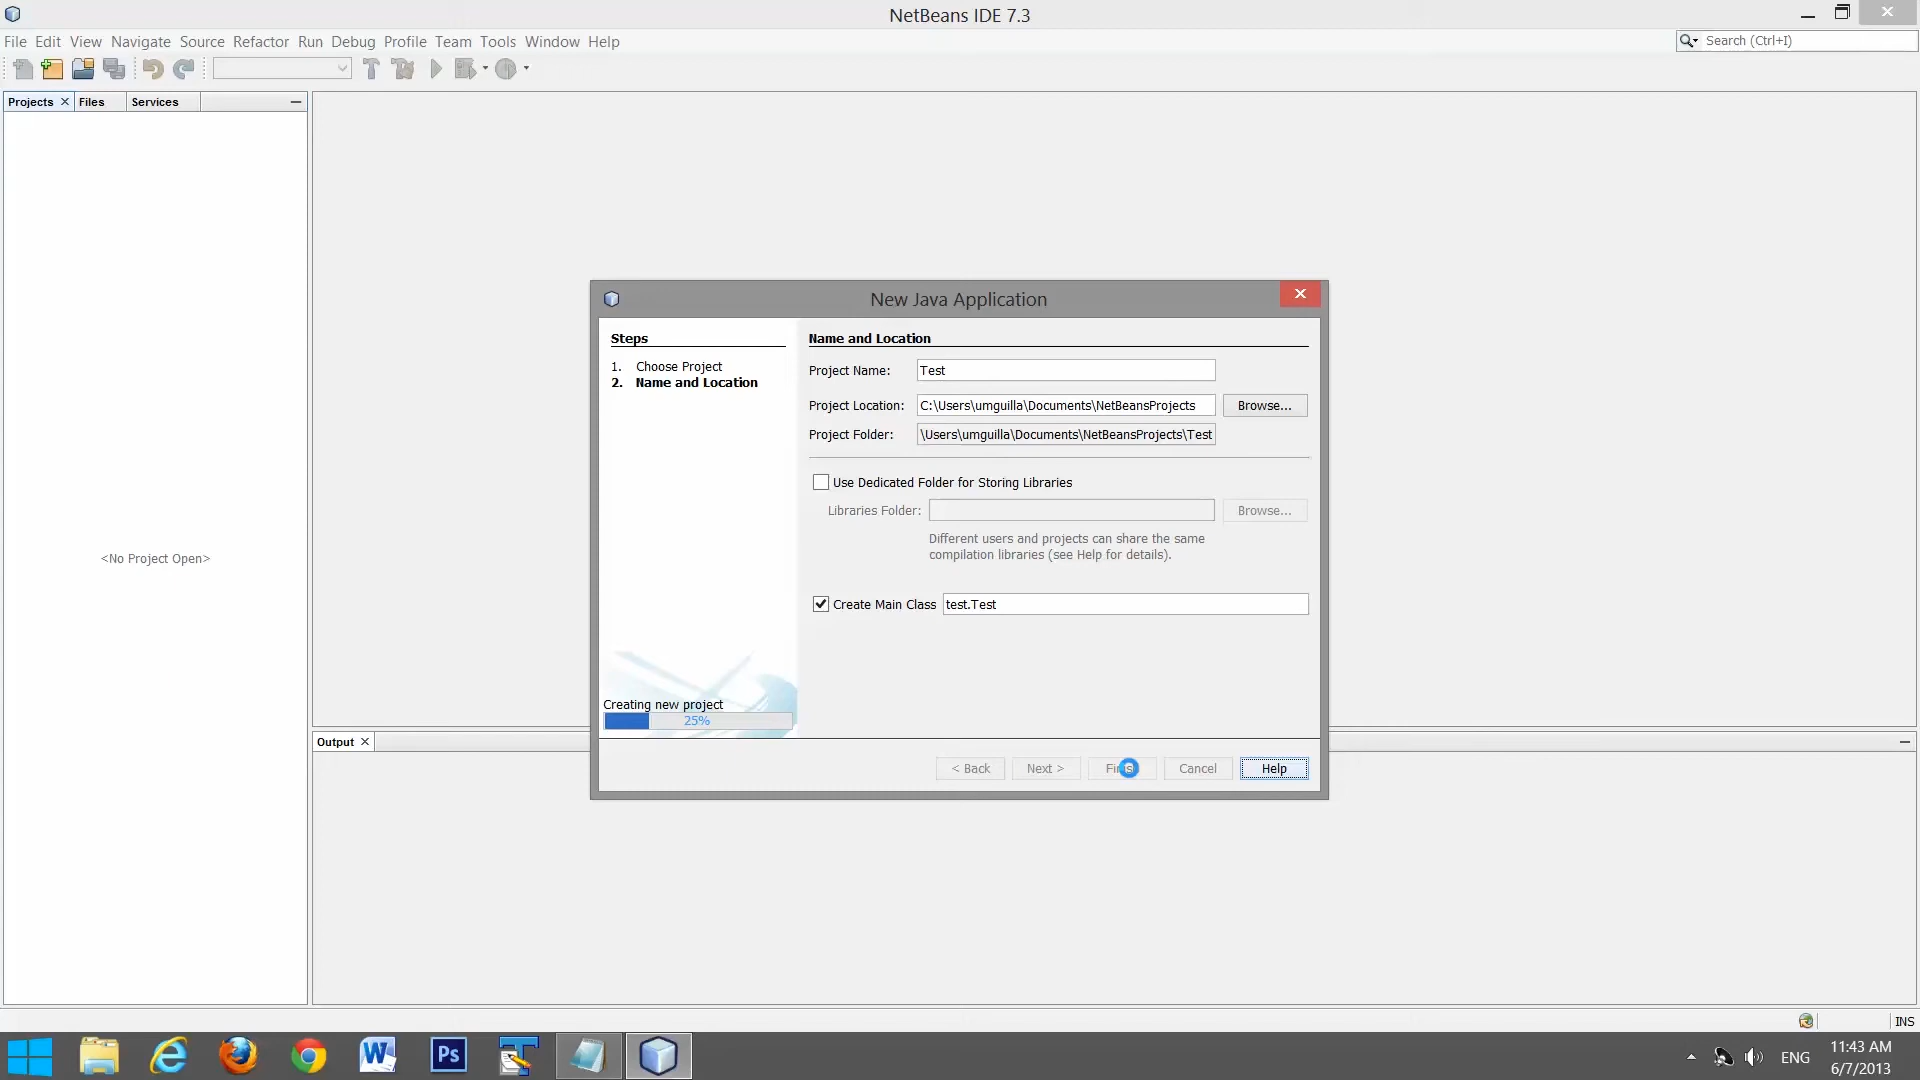 NetBeans IDE 7.3
File Edit View Navigate Source Refactor Run Debug Profile Team Tools Window Help
Search (Ctrl+I)
Projects Files Services
<No Project Open>
New Java Application
Steps
1. Choose Project
2. Name and Location
Name and Location
Project Name: Test
Project Location: C:\Users\umguilla\Documents\NetBeansProjects Browse...
Project Folder: \Users\umguilla\Documents\NetBeansProjects\Test
Use Dedicated Folder for Storing Libraries
Libraries Folder: Browse...
Different users and projects can share the same
compilation libraries (see Help for details).
Create Main Class test.Test
Creating new project
25%
< Back Next > Cancel Help
Output
INS
W Ps T ENG 11:43 AM
6/7/2013